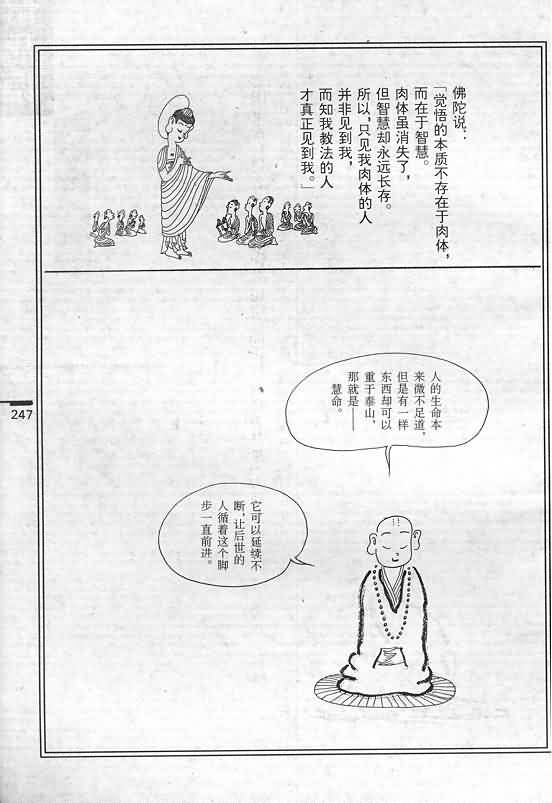 佛陀说：
「觉悟的本质不存在于肉体，
而在于智慧。
肉体虽消失了，
但智慧却永远长存。
所以，只见我肉体的人
并非见到我，
而知我教法的人
才真正见到我。」
人的生命本
来微不足道，
但是有一样
东西却可以
重于泰山，
那就是——
慧命。
它可以延续不
断，让后世的
人循着这个脚
步一直前进。
247